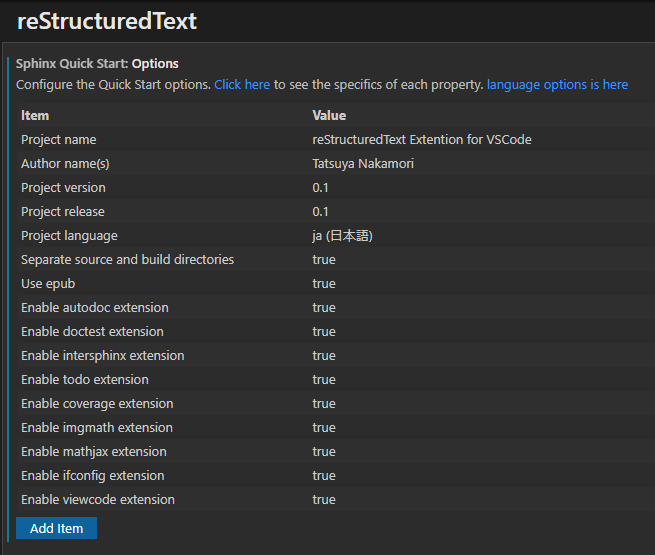 reStructuredText
Sphinx Quick Start: Options
Configure the Quick Start options. Click here to see the specifics of each property. language options is here
Item Value
Project name reStructuredText Extention for VSCode
Author name(s) Tatsuya Nakamori
Project version 0.1
Project release 0.1
Project language ja (日本語)
Separate source and build directories true
Use epub true
Enable autodoc extension true
Enable doctest extension true
Enable intersphinx extension true
Enable todo extension true
Enable coverage extension true
Enable imgmath extension true
Enable mathjax extension true
Enable ifconfig extension true
Enable viewcode extension true
Add Item